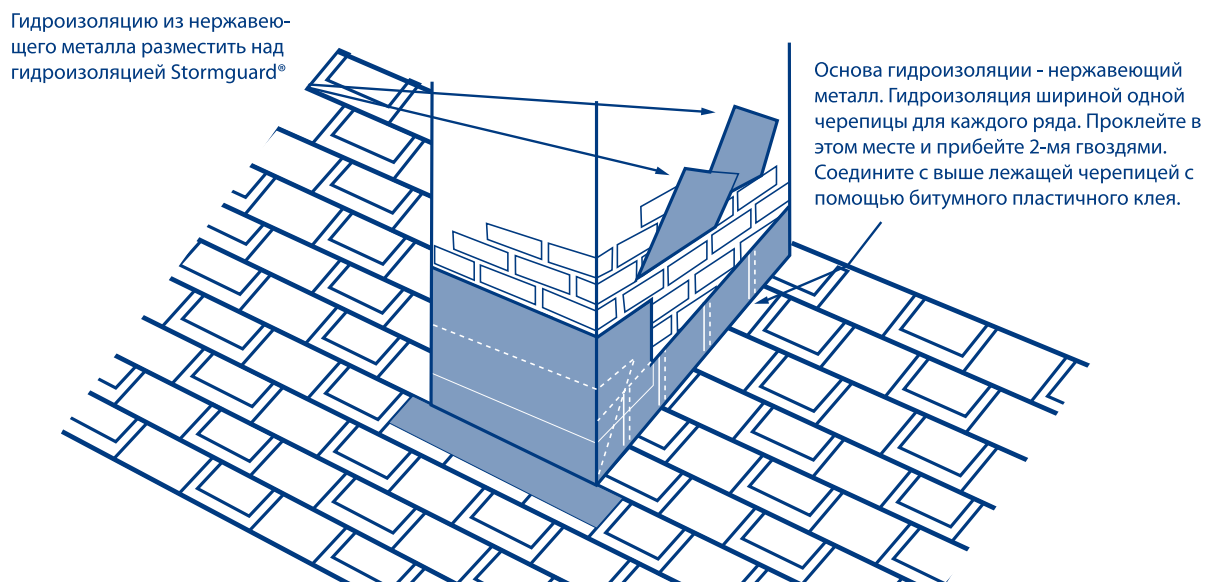 Гидроизоляцию из нержавею-
щего металла разместить над
гидроизоляцией Stormguard®
Основа гидроизоляции - нержавеющий
металл. Гидроизоляция шириной одной
черепицы для каждого ряда. Проклейте в
этом месте и прибейте 2-мя гвоздями.
Соедините с выше лежащей черепицей с
помощью битумного пластичного клея.